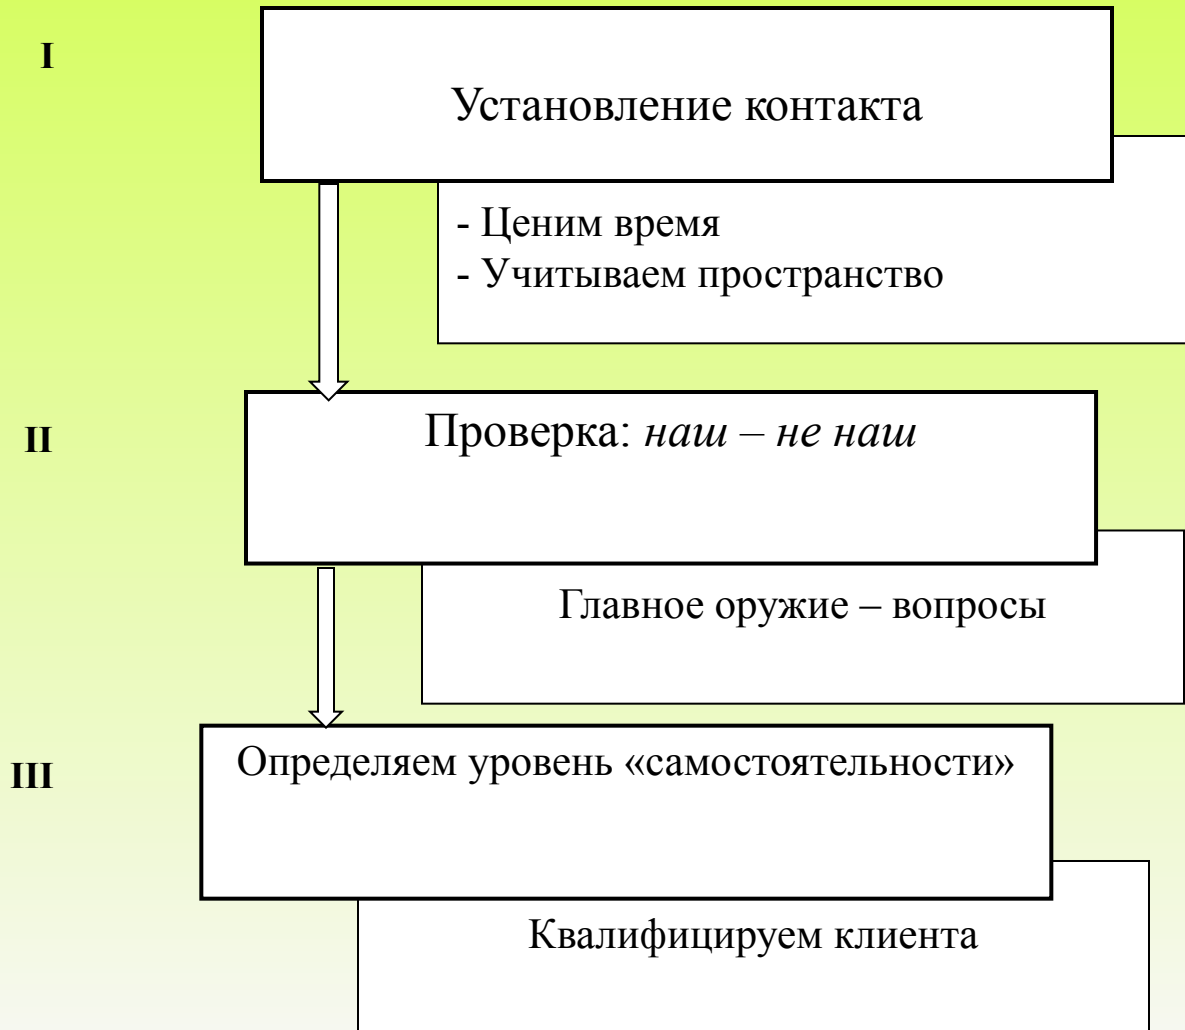 I
Установление контакта
- Ценим время
- Учитываем пространство
II
Проверка: наш – не наш
Главное оружие – вопросы
III
Определяем уровень «самостоятельности»
Квалифицируем клиента